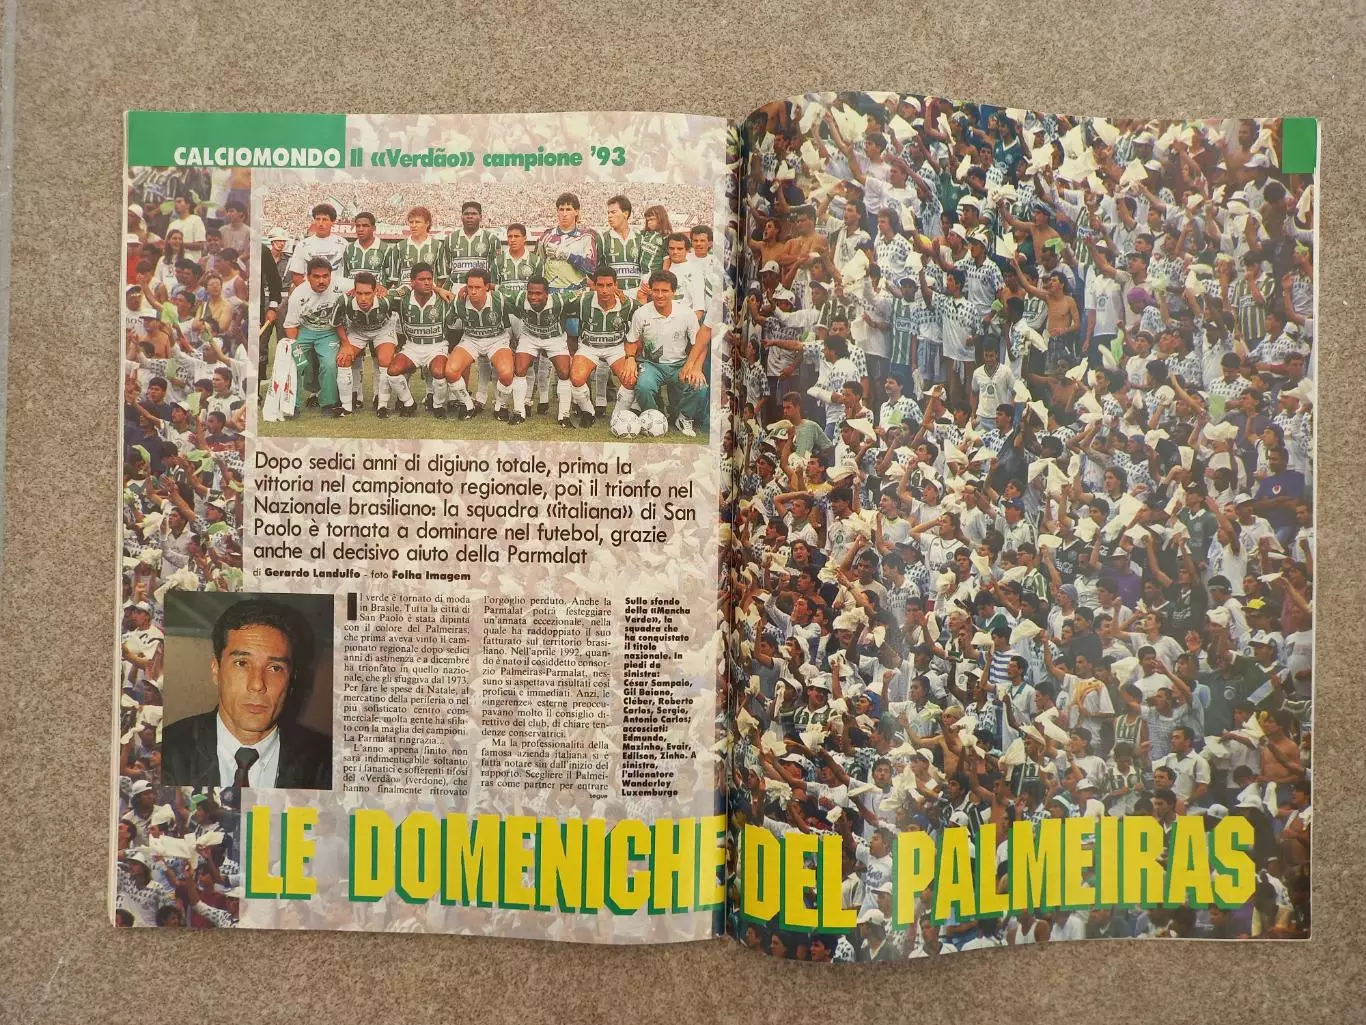 CALCIOMONDO Il «Verdão» campione '93
Dopo sedici anni di digiuno totale, prima la
vittoria nel campionato regionale, poi il trionfo nel
Nazionale brasiliano: la squadra «italiana» di San
Paolo è tornata a dominare nel futebol, grazie
anche al decisivo aiuto della Parmalat
di Gerardo Landulfo - foto Folha Imagem
Il verde è tornato di moda
in Brasile. Tutta la città di
San Paolo è stata dipinta
con il colore del Palmeiras,
che prima aveva vinto il cam-
pionato regionale dopo sedici
anni di astinenza e a dicembre
ha trionfato in quello nazio-
nale, che gli sfuggiva dal 1973.
Per fare le spese di Natale, al
mercatino della periferia o nel
più sofisticato centro com-
merciale, molta gente ha sfila-
to con la maglia dei campioni.
La Parmalat ringrazia...
L'anno appena finito non
sarà indimenticabile soltanto
per i fanatici e sofferenti tifosi
del «Verdão» (verdone), che
hanno finalmente ritrovato
l'orgoglio perduto. Anche la
Parmalat potrà festeggiare
un'annata eccezionale, nella
quale ha raddoppiato il suo
fatturato sul territorio brasi-
liano. Nell'aprile 1992, quan-
do è nato il cosiddetto consor-
zio Palmeiras-Parmalat, nes-
suno si aspettava risultati così
proficui e immediati. Anzi, le
«ingerenze» esterne preoccu-
pavano molto il consiglio di-
rettivo del club, di chiare ten-
denze conservatrici.
Ma la professionalità della
famosa azienda italiana si è
fatta notare sin dall'inizio del
rapporto. Scegliere il Palmei-
ras come partner per entrare
segue
Sullo sfondo
della «Mancha
Verde», la
squadra che
ha conquistato
il titolo
nazionale. In
piedi da
sinistra:
César Sampaio,
Gil Baiano,
Cléber, Roberto
Carlos, Sergio,
Antonio Carlos;
accosciati:
Edmundo,
Mazinho, Evair,
Edilson, Zinho. A
sinistra,
l'allenatore
Wanderley
Luxemburgo
LE DOMENICHE DEL PALMEIRAS